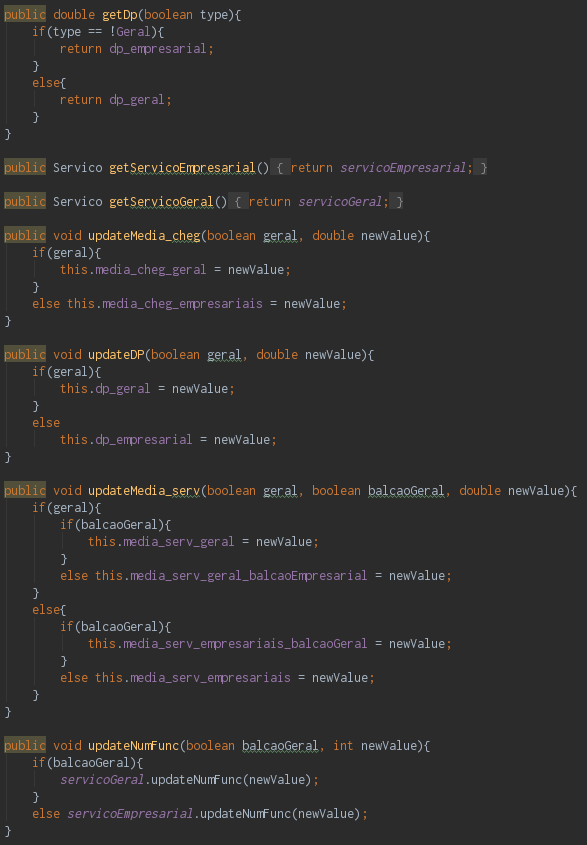 public double getDp(boolean type){
    if(type == !Geral){
        return dp_empresarial;
    }
    else{
        return dp_geral;
    }
}

public Servico getServicoEmpresarial() { return servicoEmpresarial; }

public Servico getServicoGeral() { return servicoGeral; }

public void updateMedia_cheg(boolean geral, double newValue){
    if(geral){
        this.media_cheg_geral = newValue;
    }
    else this.media_cheg_empresariais = newValue;
}

public void updateDP(boolean geral, double newValue){
    if(geral){
        this.dp_geral = newValue;
    }
    else
        this.dp_empresarial = newValue;
}

public void updateMedia_serv(boolean geral, boolean balcaoGeral, double newValue){
    if(geral){
        if(balcaoGeral){
            this.media_serv_geral = newValue;
        }
        else this.media_serv_geral_balcaoEmpresarial = newValue;
    }
    else{
        if(balcaoGeral){
            this.media_serv_empresariais_balcaoGeral = newValue;
        }
        else this.media_serv_empresariais = newValue;
    }
}

public void updateNumFunc(boolean balcaoGeral, int newValue){
    if(balcaoGeral){
        servicoGeral.updateNumFunc(newValue);
    }
    else servicoEmpresarial.updateNumFunc(newValue);
}